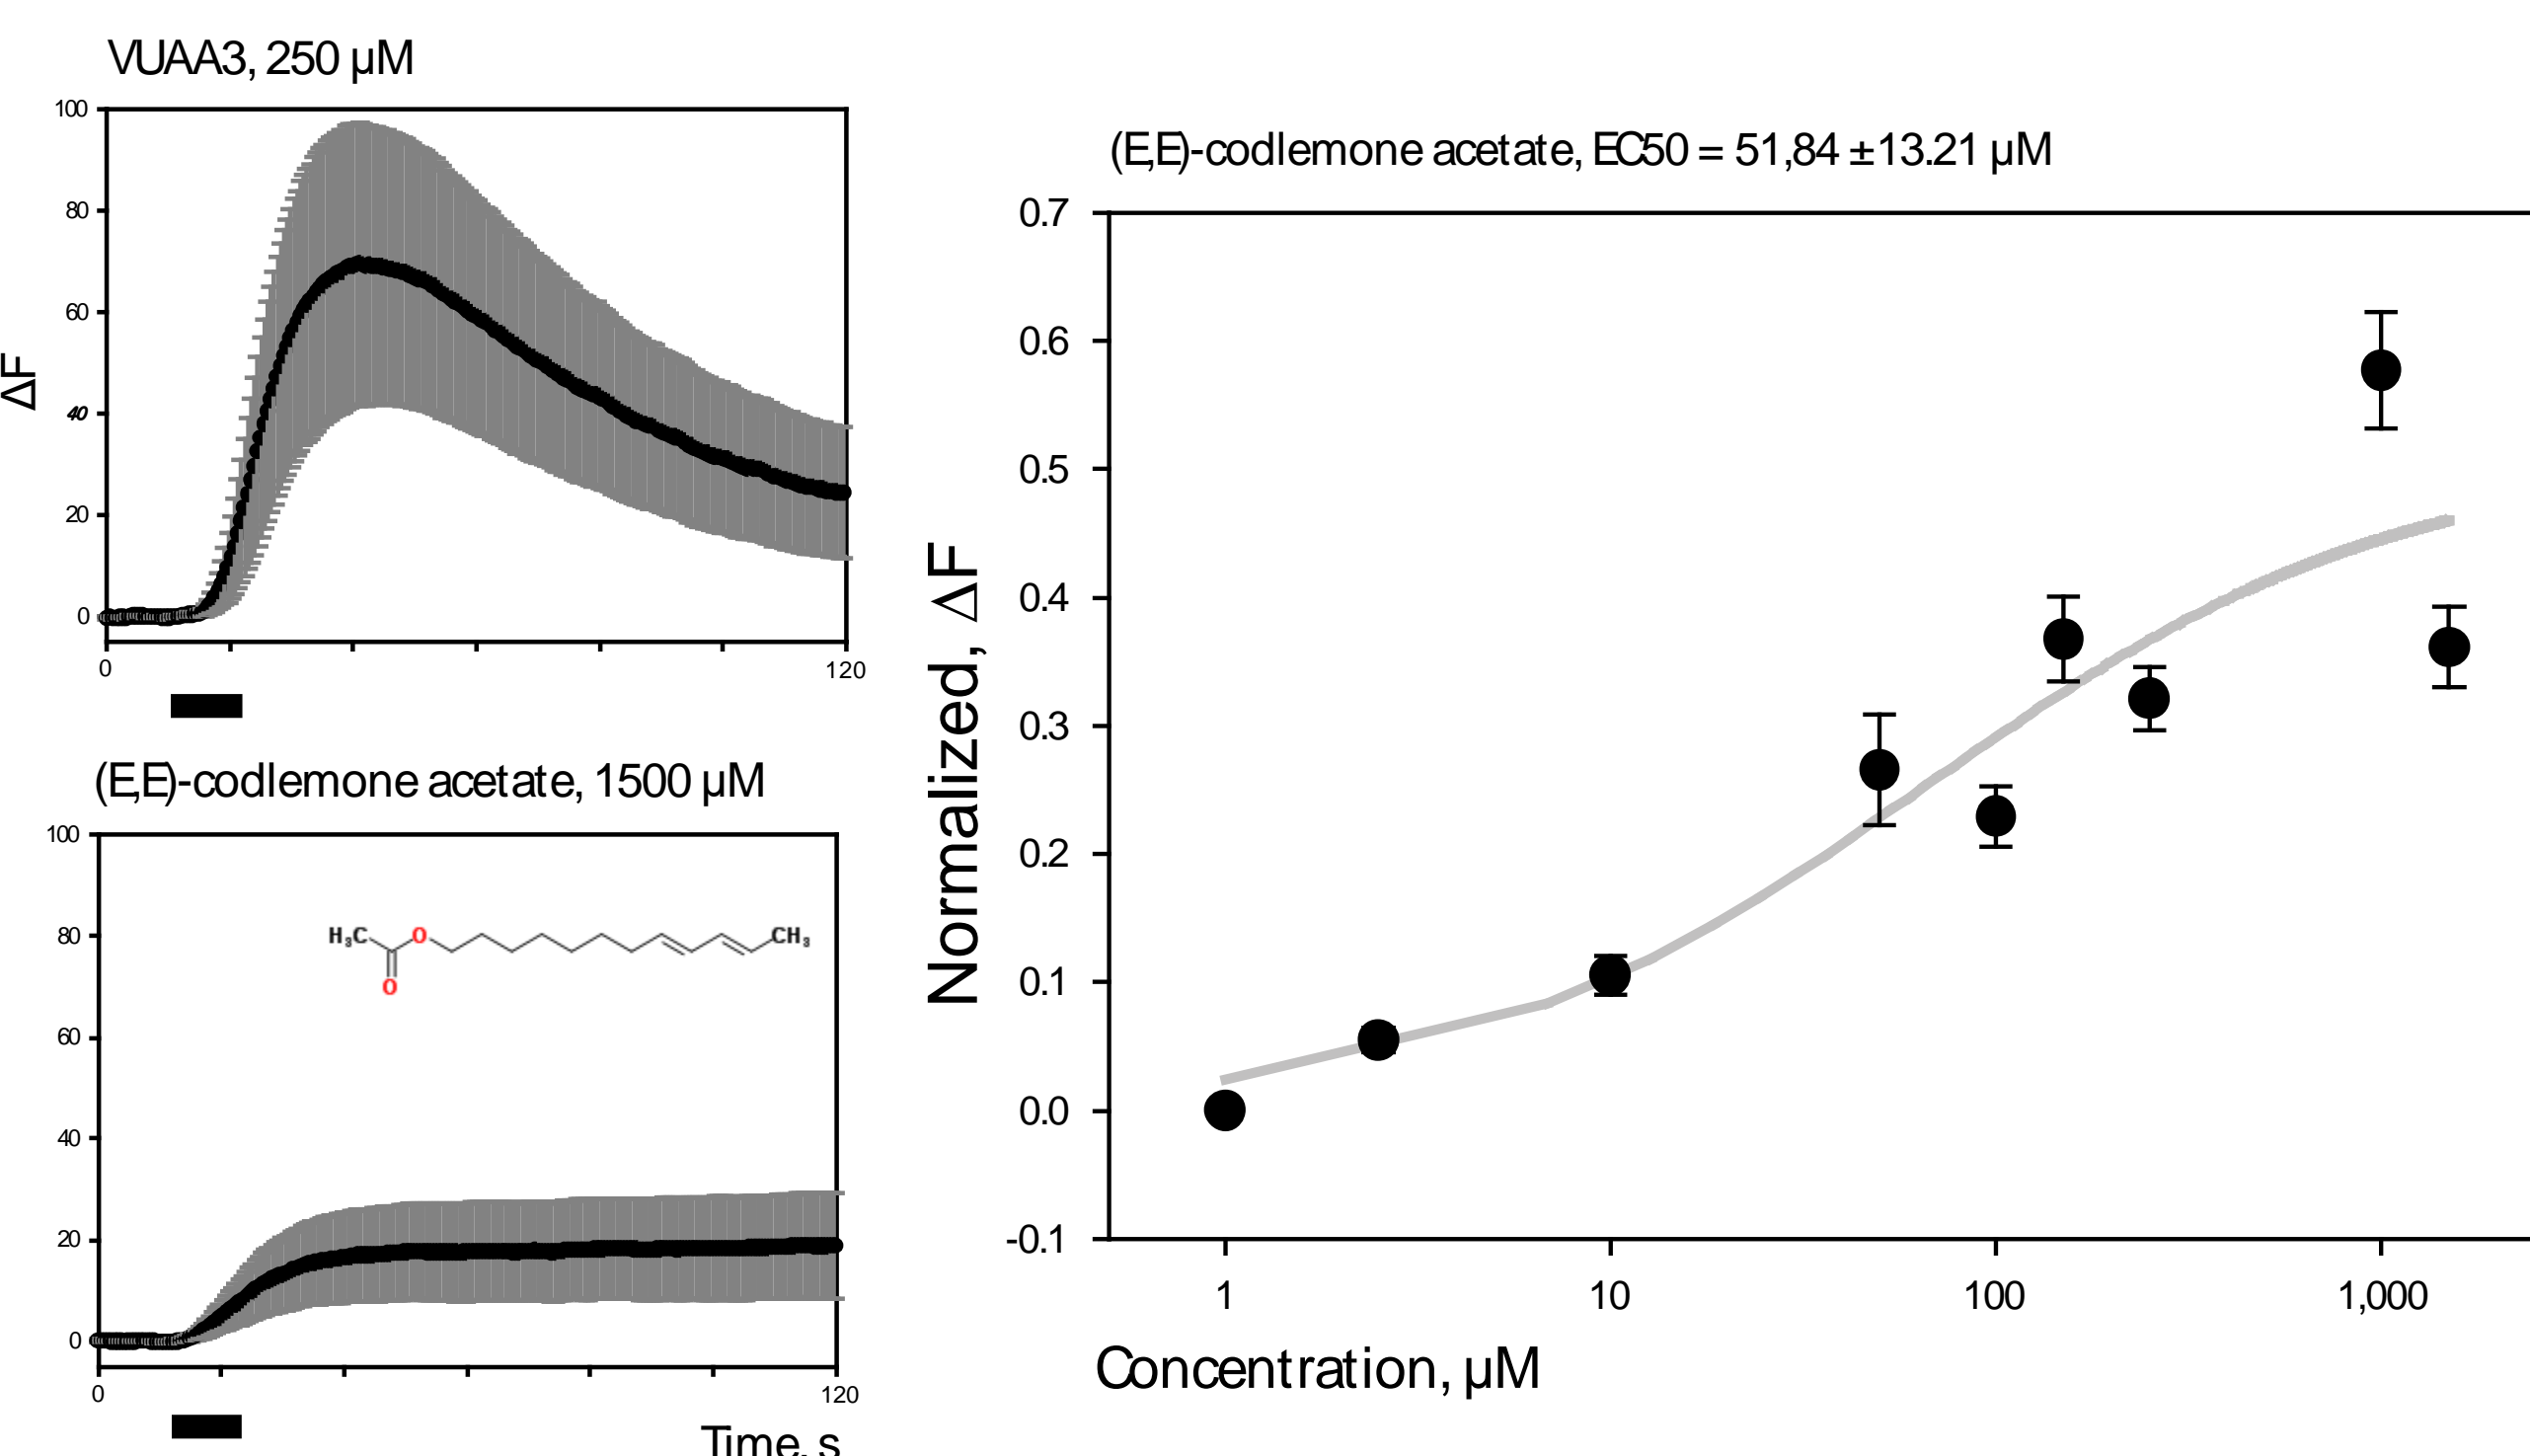 VUAA3, 250 µM
100
80
60
40
20
0
ΔF
0 120
(E,E)-codlemone acetate, 1500 µM
100
80
60
40
20
0
H₃C O CH₃
O
0 120
Time, s
(E,E)-codlemone acetate, EC50 = 51,84 ±13.21 µM
0.7
0.6
0.5
0.4
0.3
0.2
0.1
0.0
-0.1
Normalized, ΔF
1 10 100 1,000
Concentration, µM